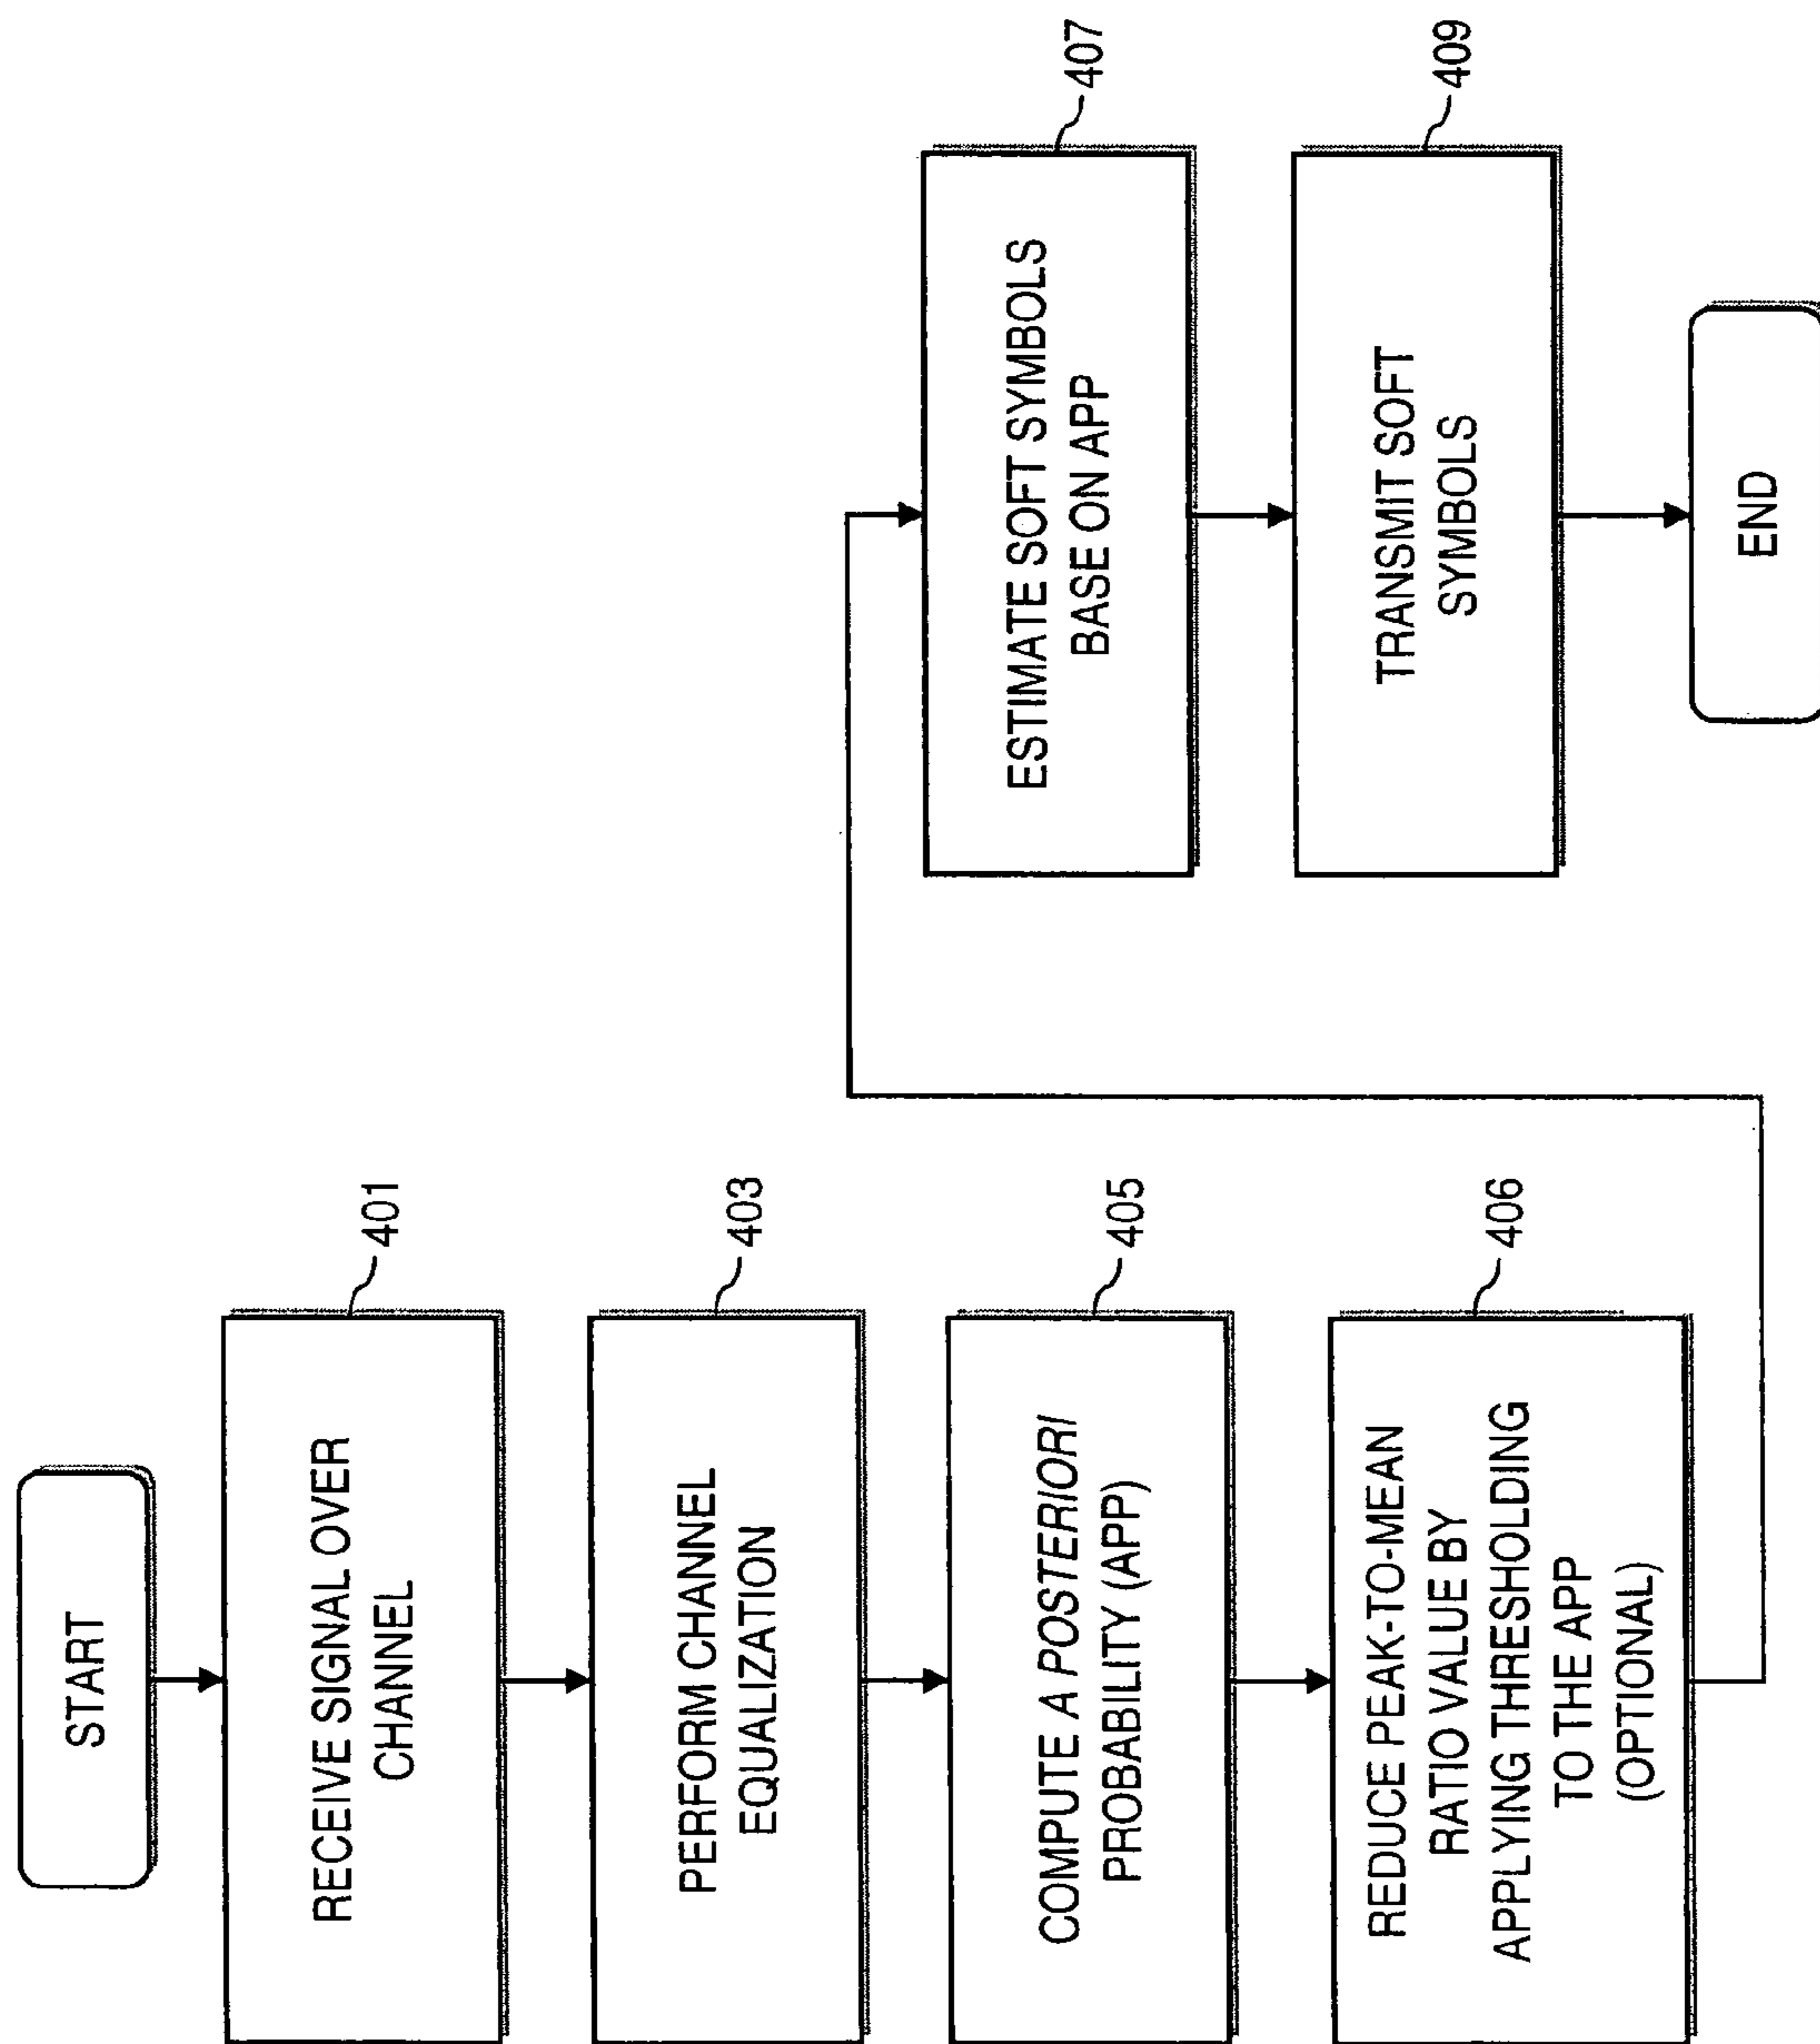 START
RECEIVE SIGNAL OVER
CHANNEL
401
PERFORM CHANNEL
EQUALIZATION
403
COMPUTE A POSTERIORI
PROBABILITY (APP)
405
REDUCE PEAK-TO-MEAN
RATIO VALUE BY
APPLYING THRESHOLDING
TO THE APP
(OPTIONAL)
406
ESTIMATE SOFT SYMBOLS
BASE ON APP
407
TRANSMIT SOFT
SYMBOLS
409
END